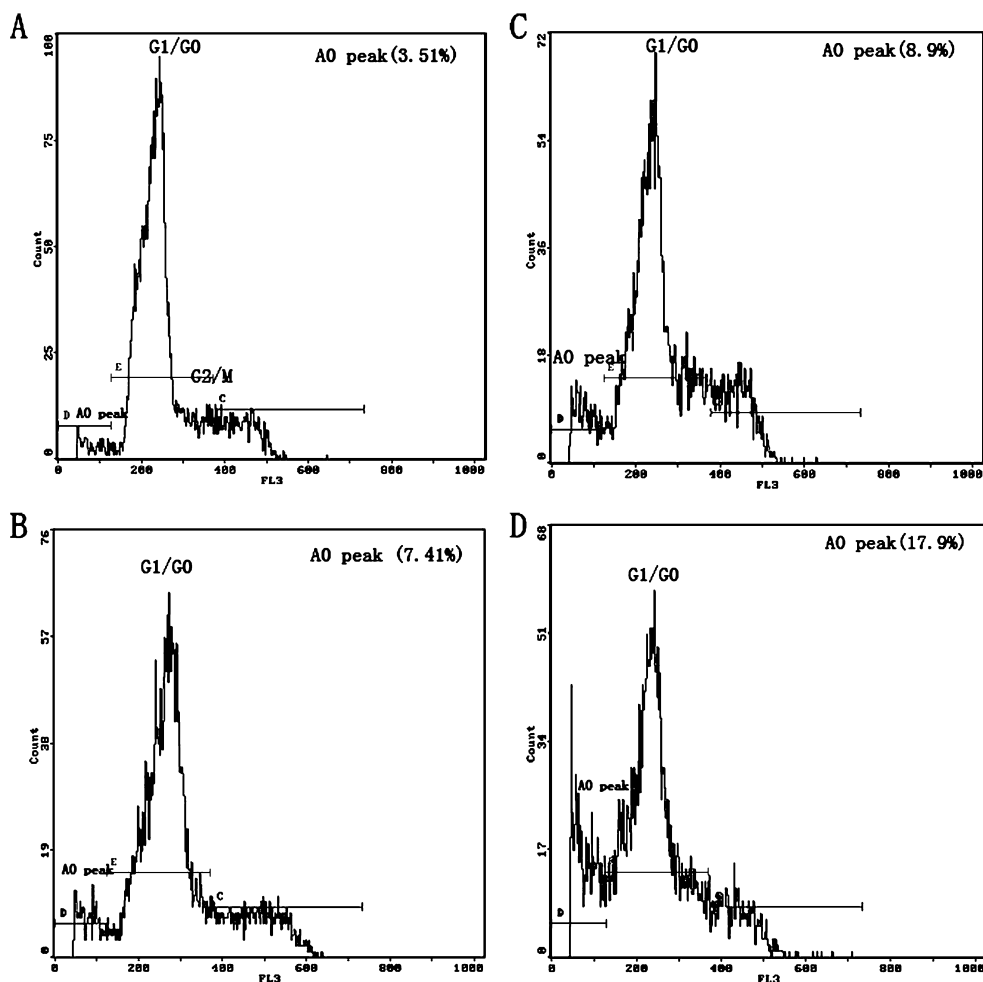 A
G1/G0
AO peak(3.51%)
100
75
50
25
0
Count
E
G2/M
C
D
AO peak
0
200
400
600
800
1000
FL3
C
G1/G0
AO peak(8.9%)
72
54
36
18
0
Count
AO peak
E
D
0
200
400
600
800
1000
FL3
B
G1/G0
AO peak (7.41%)
76
57
38
19
0
Count
E
AO peak
C
D
0
200
400
600
800
1000
FL3
D
G1/G0
AO peak(17.9%)
68
51
34
17
0
Count
AO peak
D
0
200
400
600
800
1000
FL3